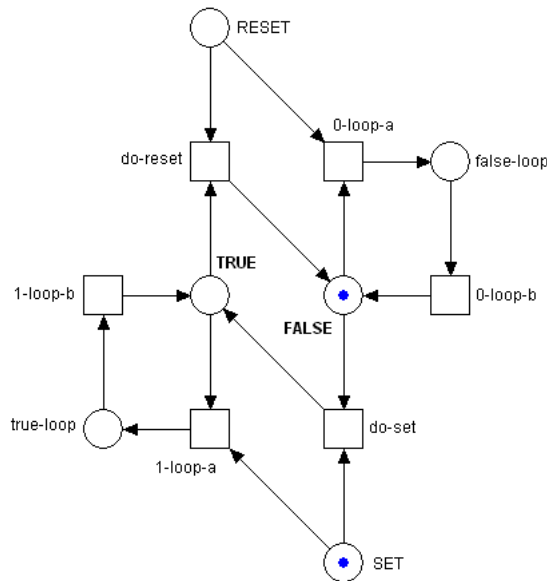 RESET
0-loop-a
do-reset
false-loop
TRUE
1-loop-b
0-loop-b
FALSE
true-loop
do-set
1-loop-a
SET